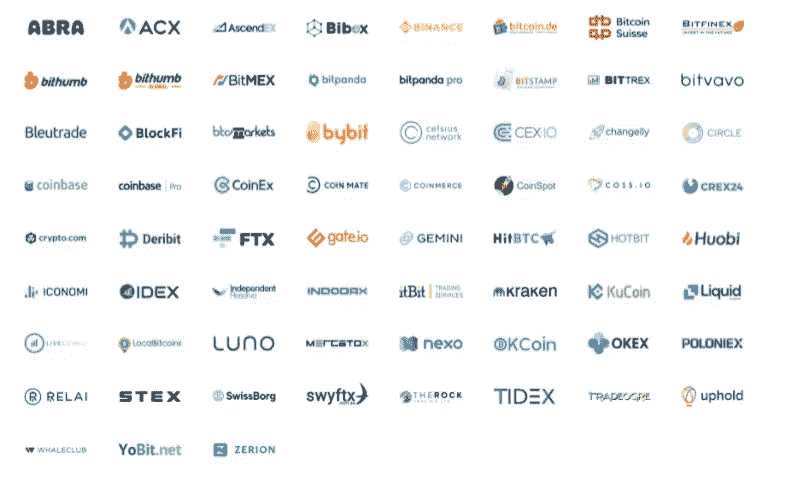 ABRA ACX AscendEX Bibox BINANCE bitcoin.de Bitcoin Suisse BITFINEX
bithumb bithumb BitMEX bitpanda bitpanda pro BITSTAMP BITTREX bitvavo
Bleutrade BlockFi btcmarkets bybit celsius network CEX.IO changelly CIRCLE
coinbase coinbase Pro CoinEx COIN MATE COINMERCE CoinSpot COSS.IO CREX24
crypto.com Deribit FTX gate.io GEMINI HitBTC HOTBIT Huobi
ICONOMI IDEX Independent Reserve INDODAX itBit TRADING SERVICES kraken KuCoin Liquid
LIVECOIN LocalBitcoins LUNO MERCATOX nexo OKCoin OKEX POLONIEX
RELAI STEX SwissBorg swyftx THEROCK TIDEX TRADEOGRE uphold
WHALECLUB YoBit.net ZERION